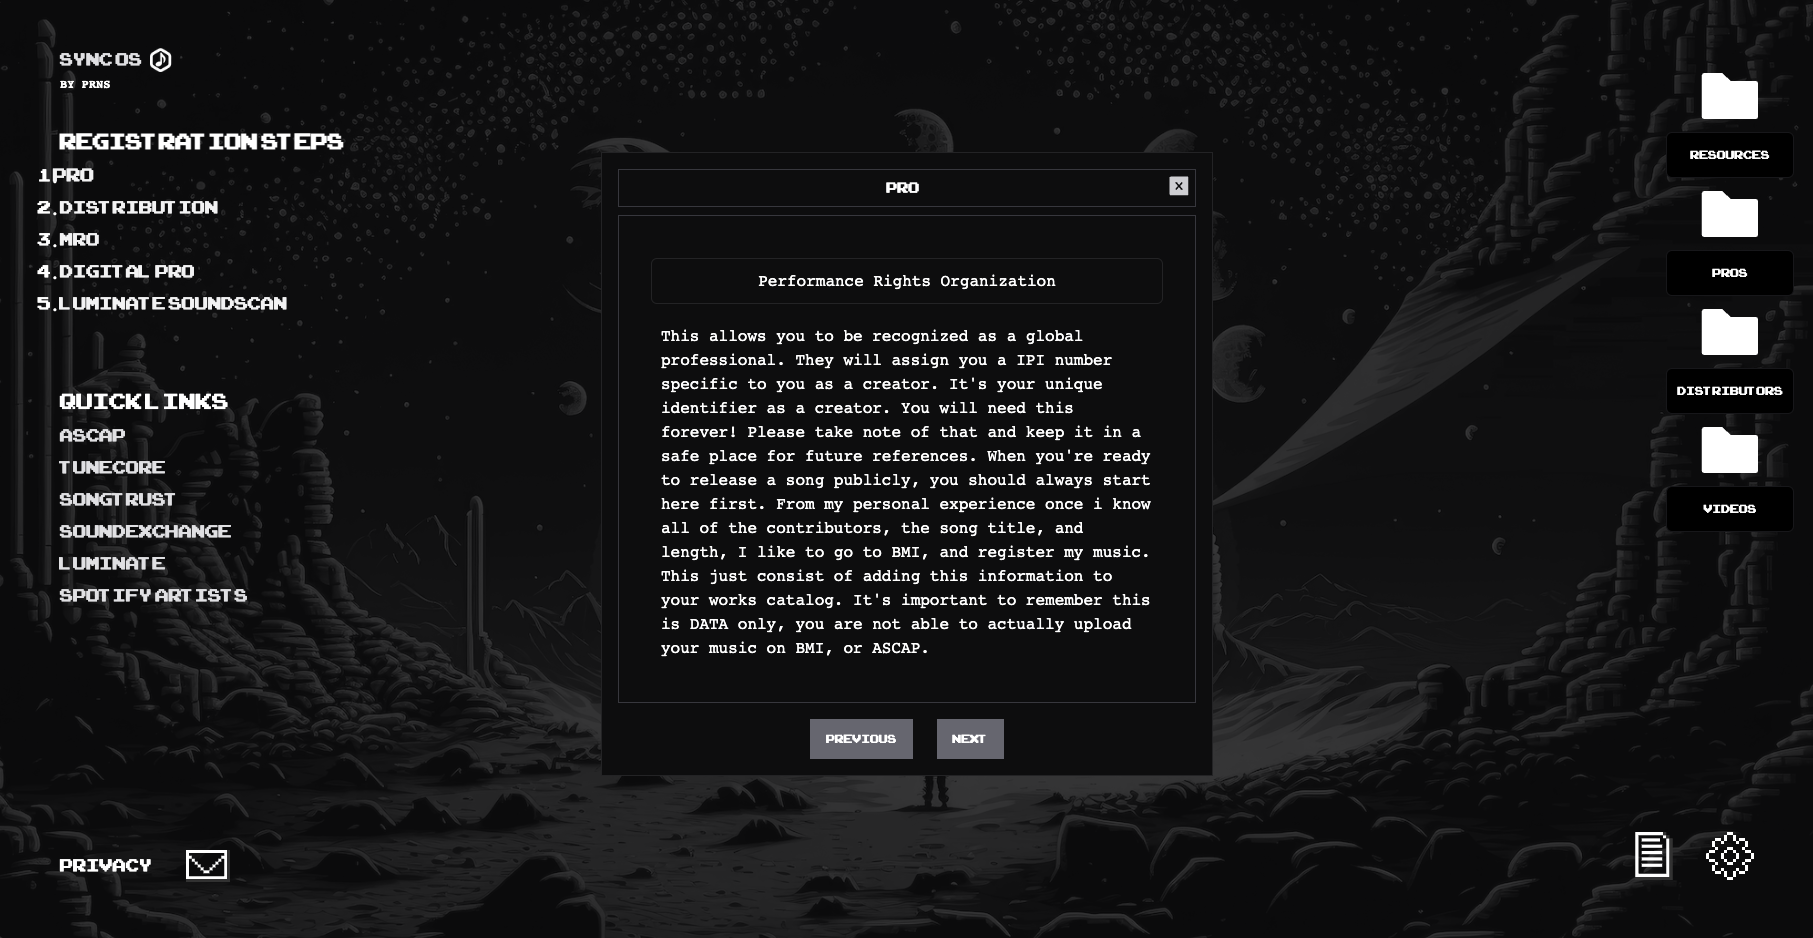 SYNC OS
BY PRNS
REGISTRATION STEPS
1.PRO
2.DISTRIBUTION
3.MRO
4.DIGITAL PRO
5.LUMINATE SOUNDSCAN
QUICK LINKS
ASCAP
TUNECORE
SONGTRUST
SOUNDEXCHANGE
LUMINATE
SPOTIFY ARTISTS
PRIVACY
PRO
X
Performance Rights Organization
This allows you to be recognized as a global
professional. They will assign you a IPI number
specific to you as a creator. It's your unique
identifier as a creator. You will need this
forever! Please take note of that and keep it in a
safe place for future references. When you're ready
to release a song publicly, you should always start
here first. From my personal experience once i know
all of the contributors, the song title, and
length, I like to go to BMI, and register my music.
This just consist of adding this information to
your works catalog. It's important to remember this
is DATA only, you are not able to actually upload
your music on BMI, or ASCAP.
PREVIOUS
NEXT
RESOURCES
PROS
DISTRIBUTORS
VIDEOS